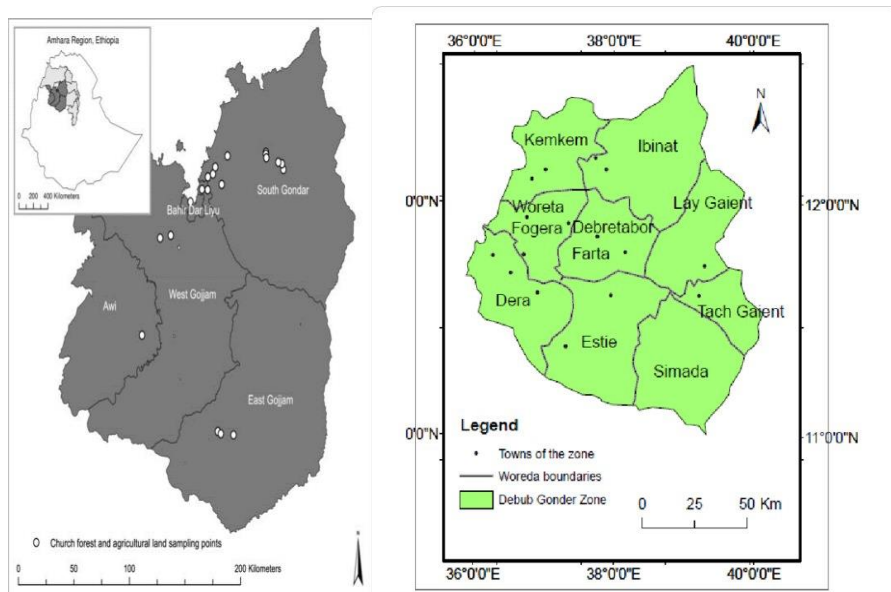 Amhara Region, Ethiopia
0 200 400 Kilometers
South Gondar
Bahir Dar Liyu
West Gojjam
Awi
East Gojjam
Church forest and agricultural land sampling points
0 50 100 200 Kilometers
36°0'0"E 38°0'0"E 40°0'0"E
N
Kemkem
Ibinat
Lay Gaient
0'0"N 12°0'0"N
Woreta
Fogera
Debretabor
Farta
Dera
Tach Gaient
Estie
Simada
Legend
0'0"N 11°0'0"N
Towns of the zone
Woreda boundaries
Debub Gonder Zone
0 25 50 Km
36°0'0"E 38°0'0"E 40°0'0"E